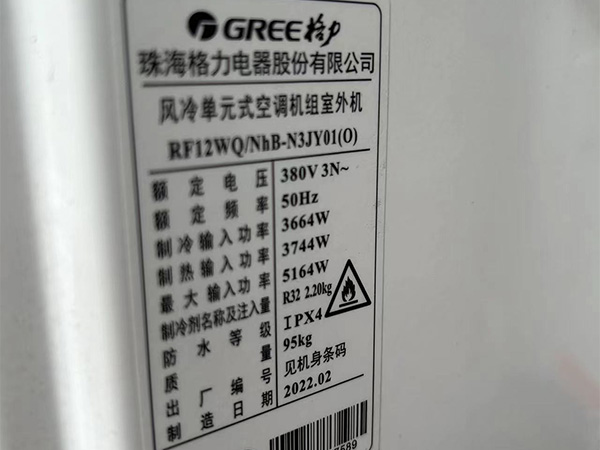 GREE 格力
珠海格力电器股份有限公司
风冷单元式空调机组室外机
RF12WQ/NhB-N3JY01(O)
额定电压 380V 3N~
额定频率 50Hz
制冷输入功率 3664W
制热输入功率 3744W
最大输入功率 5164W
制冷剂名称及注入量 R32 2.20kg
防水等级 IPX4
质量 95kg
出厂编号 见机身条码
制造日期 2022.02